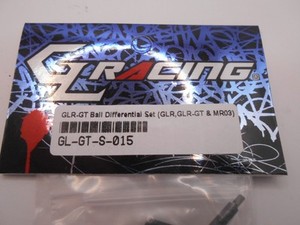 GL RACING
GLR-GT Ball Differential Set (GLR,GLR-GT & MR03)
GL-GT-S-015